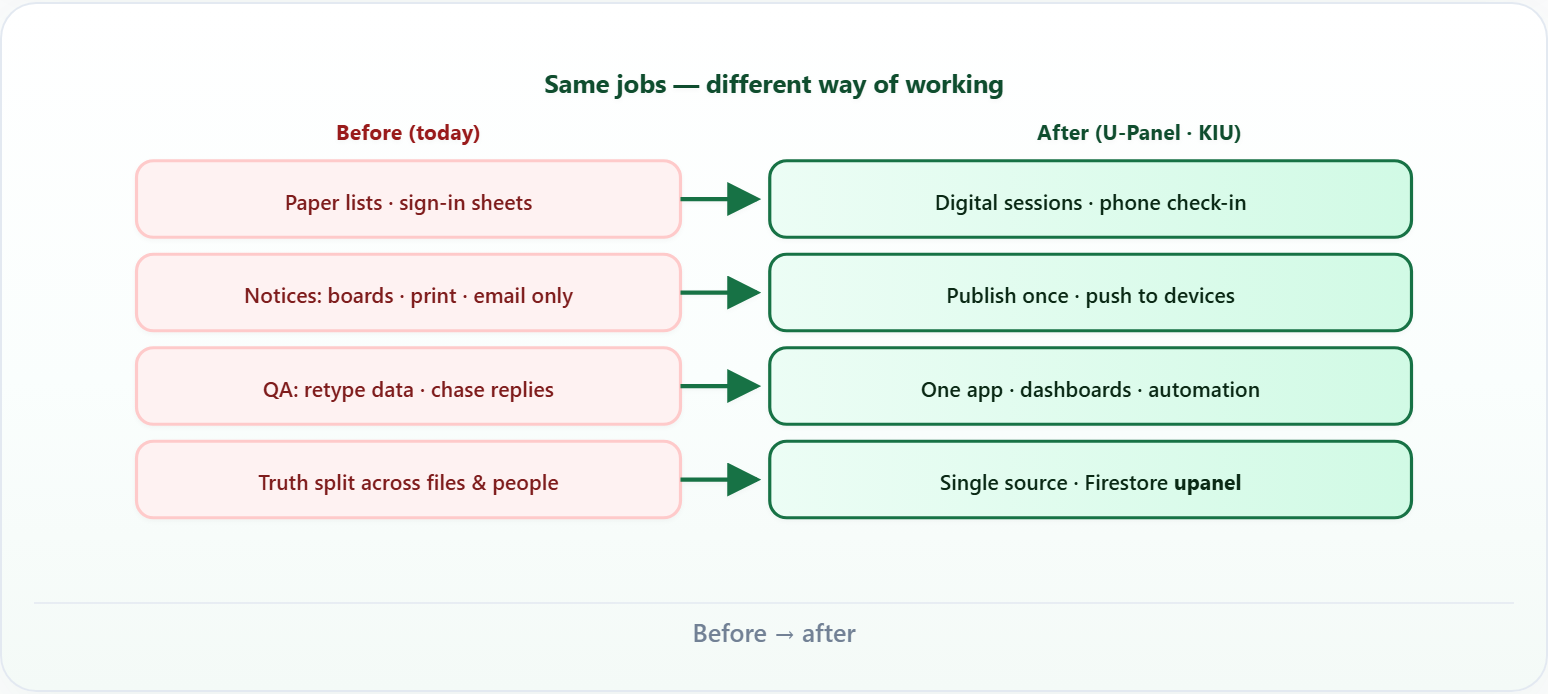 Same jobs — different way of working
Before (today)
After (U-Panel · KIU)
Paper lists · sign-in sheets
Digital sessions · phone check-in
Notices: boards · print · email only
Publish once · push to devices
QA: retype data · chase replies
One app · dashboards · automation
Truth split across files & people
Single source · Firestore upanel
Before → after